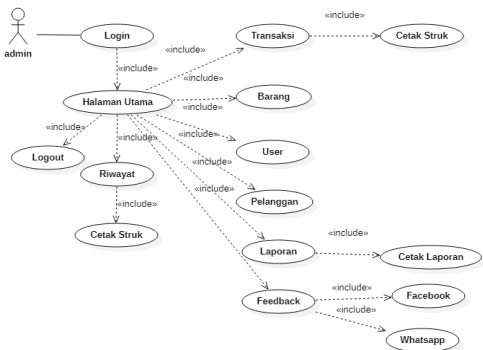 admin
Login
Transaksi
«include»
Cetak Struk
«include»
«include»
Halaman Utama
«include»
Barang
«include»
«include»
«include»
User
Logout
«include»
Riwayat
«include»
Pelanggan
«include»
Cetak Struk
Laporan
«include»
Cetak Laporan
Feedback
«include»
Facebook
«include»
Whatsapp